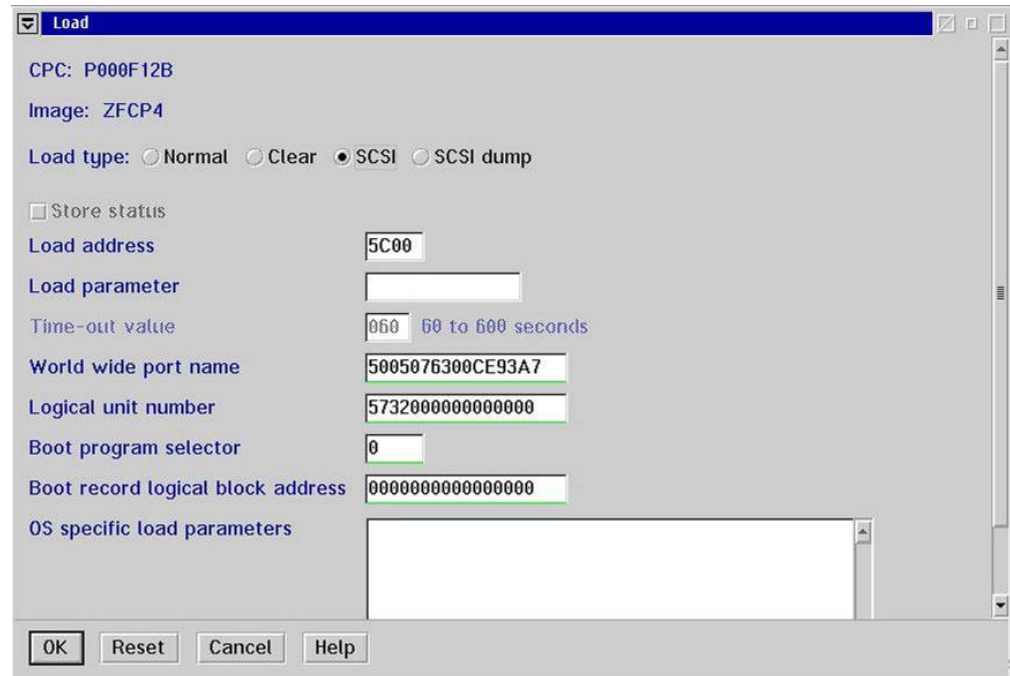 Load
CPC: P000F12B
Image: ZFCP4
Load type: Normal Clear SCSI SCSI dump
Store status
Load address 5C00
Load parameter
Time-out value 060 60 to 600 seconds
World wide port name 5005076300CE93A7
Logical unit number 5732000000000000
Boot program selector 0
Boot record logical block address 0000000000000000
OS specific load parameters
OK Reset Cancel Help